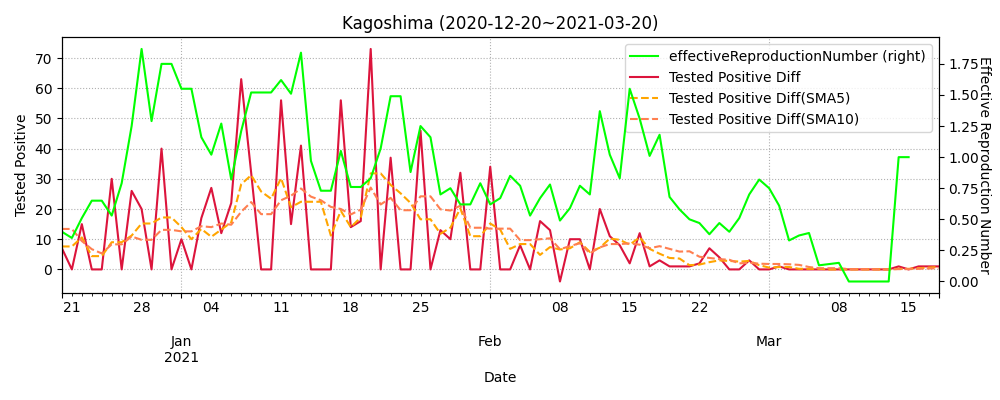 Kagoshima (2020-12-20~2021-03-20)
effectiveReproductionNumber (right)
Tested Positive Diff
Tested Positive Diff(SMA5)
Tested Positive Diff(SMA10)
Tested Positive
70
60
50
40
30
20
10
0
1.75
1.50
1.25
1.00
0.75
0.50
0.25
0.00
Effective Reproduction Number
21 28 04 11 18 25 08 15 22 08 15
Jan Feb Mar
2021
Date